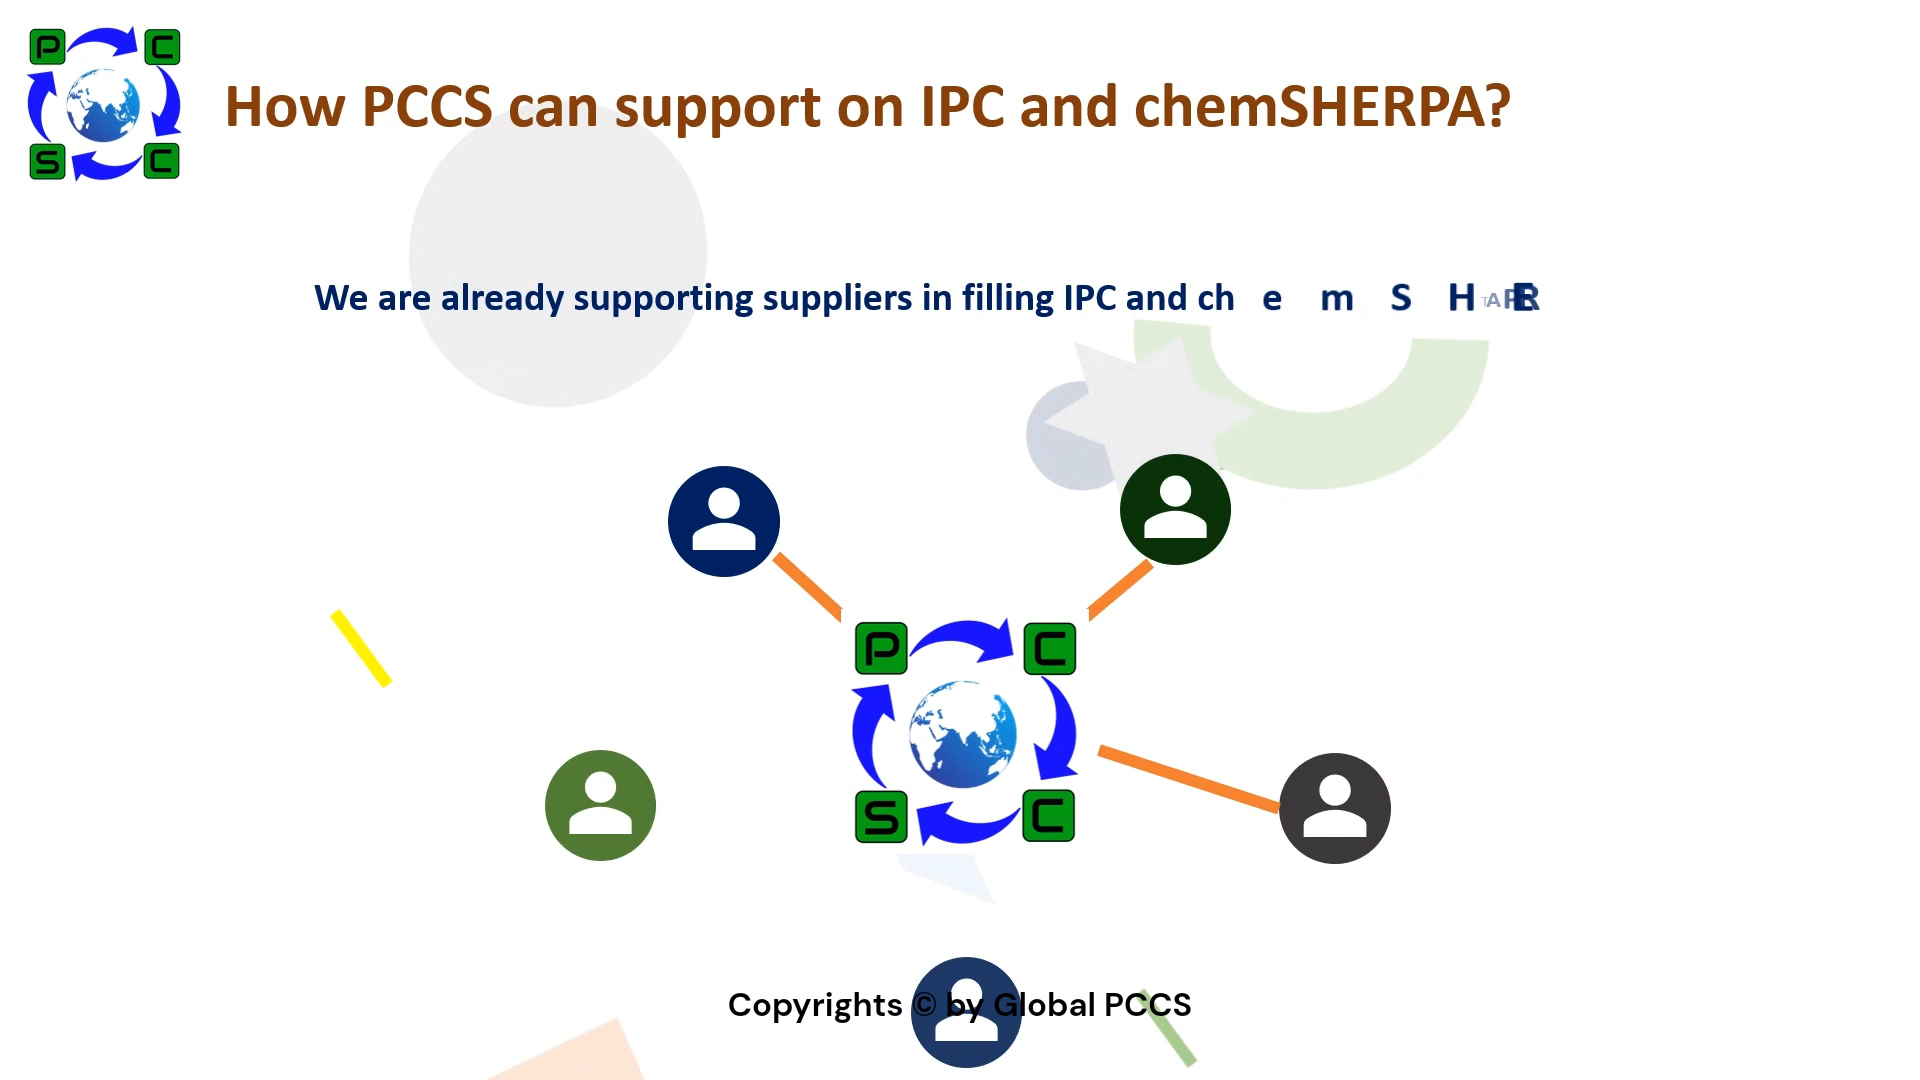 P C
S C
How PCCS can support on IPC and chemSHERPA?
We are already supporting suppliers in filling IPC and ch e m S H
P C
S C
Copyrights © by Global PCCS